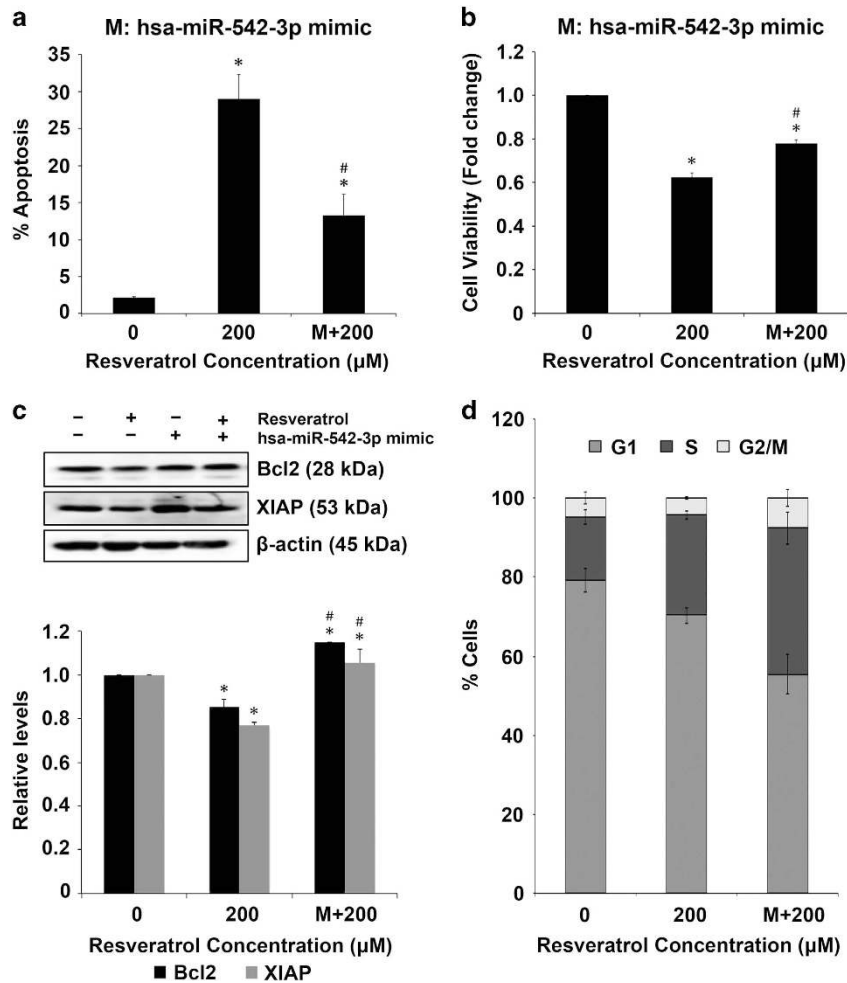 a
M: hsa-miR-542-3p mimic
% Apoptosis
35
30
25
20
15
10
5
0
*
#
*
0 200 M+200
Resveratrol Concentration (µM)
b
M: hsa-miR-542-3p mimic
Cell Viability (Fold change)
1.2
1.0
0.8
0.6
0.4
0.2
0
*
#
*
0 200 M+200
Resveratrol Concentration (µM)
c
– + – + Resveratrol
– – + + hsa-miR-542-3p mimic
Bcl2 (28 kDa)
XIAP (53 kDa)
β-actin (45 kDa)
Relative levels
1.2
1.0
0.8
0.6
0.4
0.2
0
* *
# #
* *
0 200 M+200
Resveratrol Concentration (µM)
Bcl2 XIAP
d
% Cells
120
100
80
60
40
20
0
G1 S G2/M
0 200 M+200
Resveratrol Concentration (µM)